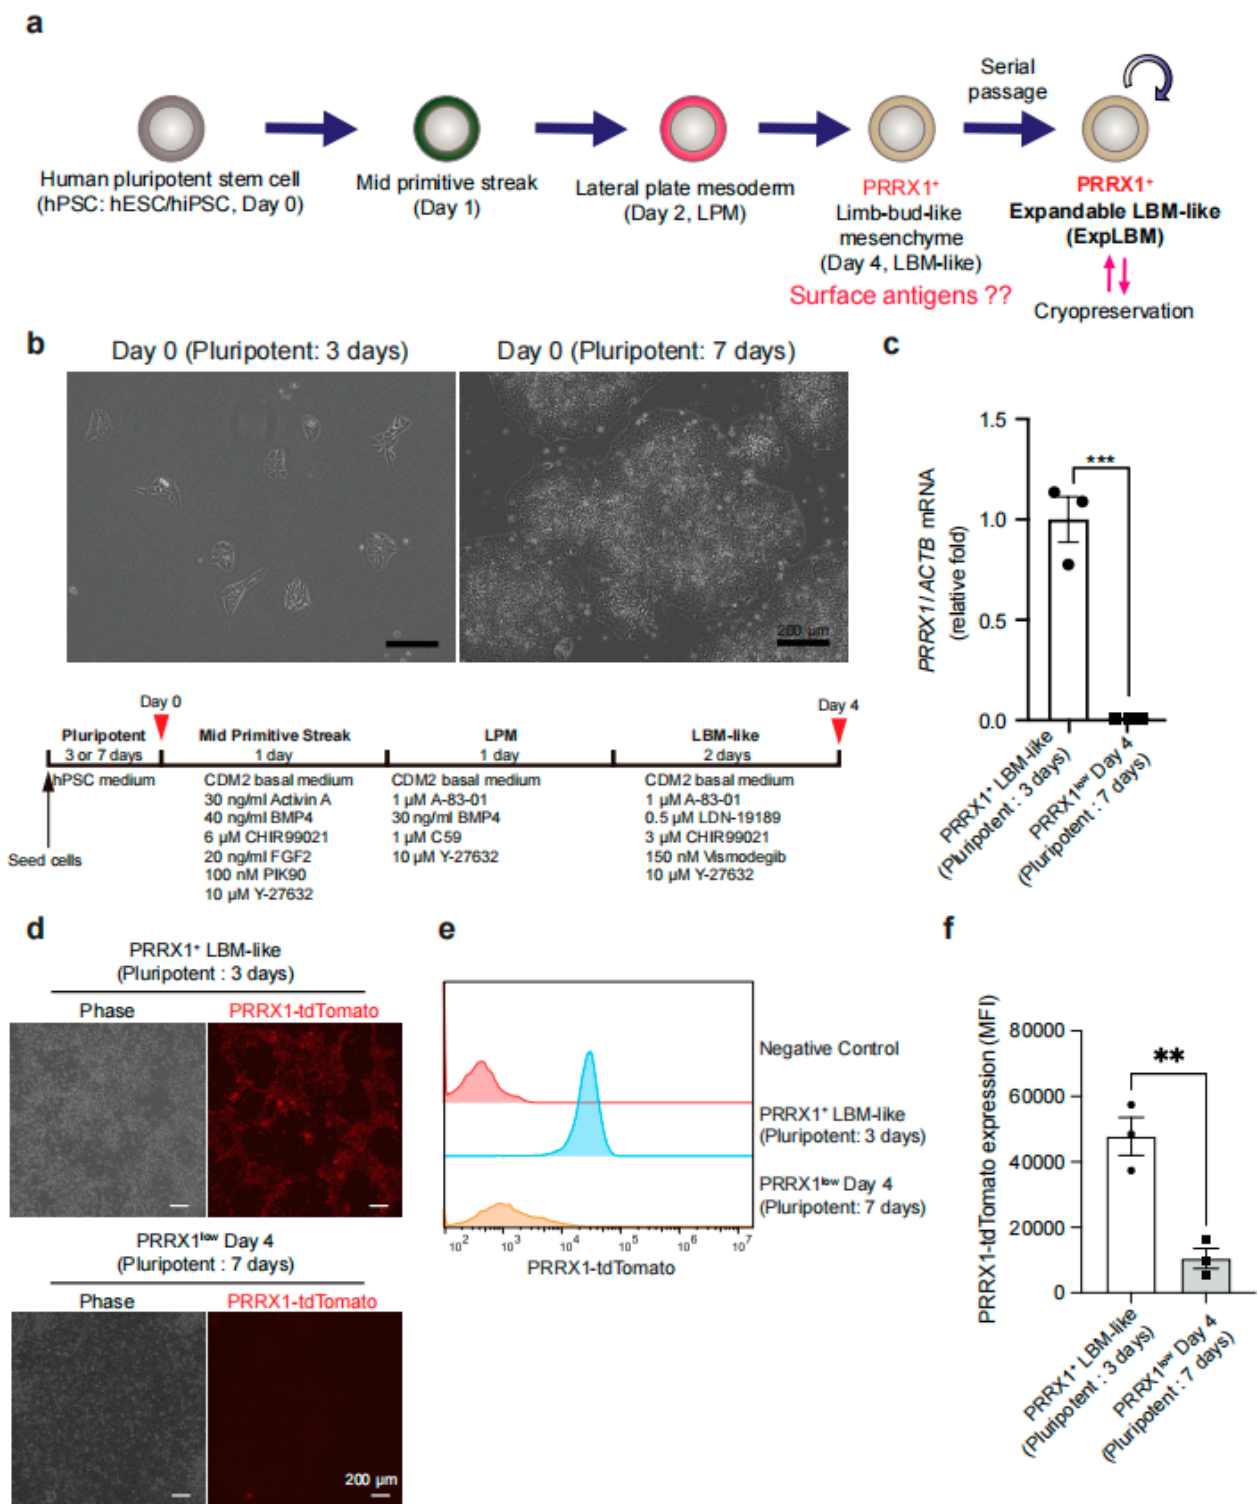 a
Serial
passage
Human pluripotent stem cell
(hPSC: hESC/hiPSC, Day 0)
Mid primitive streak
(Day 1)
Lateral plate mesoderm
(Day 2, LPM)
PRRX1⁺
Limb-bud-like
mesenchyme
(Day 4, LBM-like)
Surface antigens ??
PRRX1⁺
Expandable LBM-like
(ExpLBM)
Cryopreservation
b
Day 0 (Pluripotent: 3 days)
Day 0 (Pluripotent: 7 days)
200 µm
Day 0
Day 4
Pluripotent
3 or 7 days
hPSC medium
Seed cells
Mid Primitive Streak
1 day
CDM2 basal medium
30 ng/ml Activin A
40 ng/ml BMP4
6 µM CHIR99021
20 ng/ml FGF2
100 nM PIK90
10 µM Y-27632
LPM
1 day
CDM2 basal medium
1 µM A-83-01
30 ng/ml BMP4
1 µM C59
10 µM Y-27632
LBM-like
2 days
CDM2 basal medium
1 µM A-83-01
0.5 µM LDN-19189
3 µM CHIR99021
150 nM Vismodegib
10 µM Y-27632
c
PRRX1/ACTB mRNA
(relative fold)
1.5
1.0
0.5
0.0
***
PRRX1⁺ LBM-like
(Pluripotent : 3 days)
PRRX1ˡᵒʷ Day 4
(Pluripotent : 7 days)
d
PRRX1⁺ LBM-like
(Pluripotent : 3 days)
Phase
PRRX1-tdTomato
PRRX1ˡᵒʷ Day 4
(Pluripotent : 7 days)
Phase
PRRX1-tdTomato
200 µm
e
Negative Control
PRRX1⁺ LBM-like
(Pluripotent: 3 days)
PRRX1ˡᵒʷ Day 4
(Pluripotent: 7 days)
10² 10³ 10⁴ 10⁵ 10⁶ 10⁷
PRRX1-tdTomato
f
PRRX1-tdTomato expression (MFI)
80000
60000
40000
20000
0
**
PRRX1⁺ LBM-like
(Pluripotent : 3 days)
PRRX1ˡᵒʷ Day 4
(Pluripotent : 7 days)